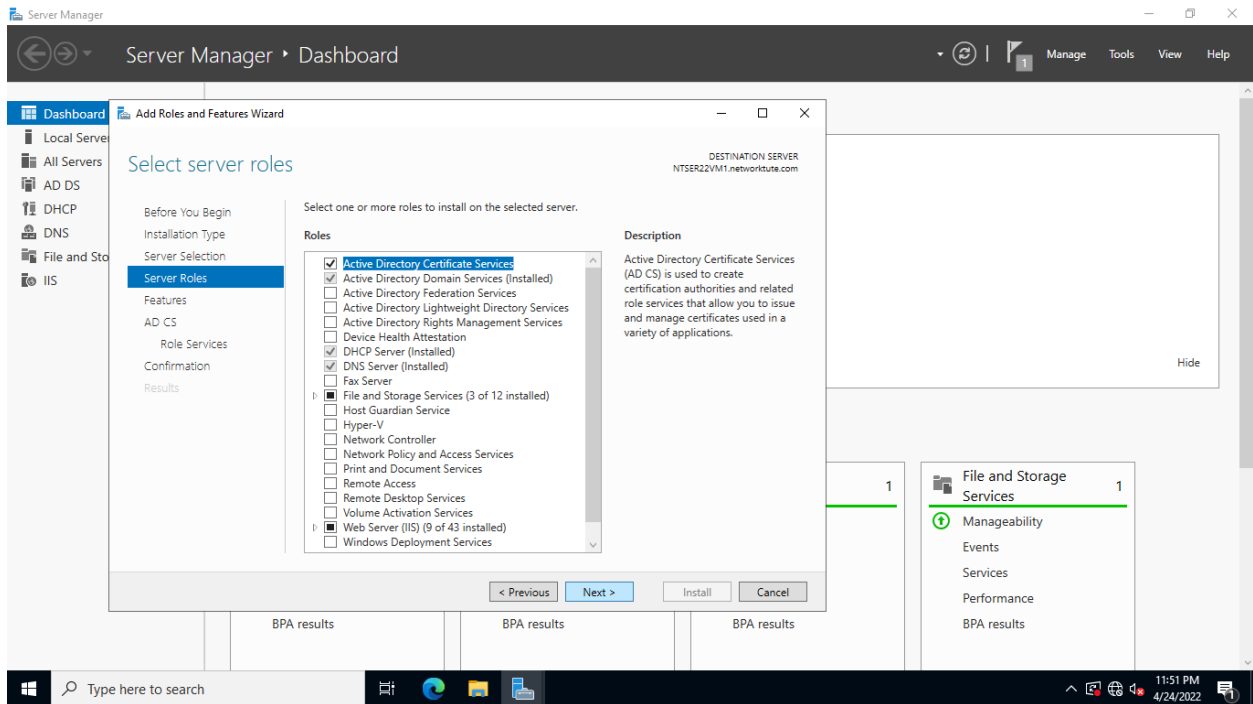 Server Manager
Server Manager ‣ Dashboard
1
Manage
Tools
View
Help
Dashboard
Local Server
All Servers
AD DS
DHCP
DNS
File and Sto
IIS
Add Roles and Features Wizard
Select server roles
DESTINATION SERVER
NTSER22VM1.networktute.com
Before You Begin
Installation Type
Server Selection
Server Roles
Features
AD CS
Role Services
Confirmation
Results
Select one or more roles to install on the selected server.
Roles
Active Directory Certificate Services
Active Directory Domain Services (Installed)
Active Directory Federation Services
Active Directory Lightweight Directory Services
Active Directory Rights Management Services
Device Health Attestation
DHCP Server (Installed)
DNS Server (Installed)
Fax Server
File and Storage Services (3 of 12 installed)
Host Guardian Service
Hyper-V
Network Controller
Network Policy and Access Services
Print and Document Services
Remote Access
Remote Desktop Services
Volume Activation Services
Web Server (IIS) (9 of 43 installed)
Windows Deployment Services
Description
Active Directory Certificate Services
(AD CS) is used to create
certification authorities and related
role services that allow you to issue
and manage certificates used in a
variety of applications.
< Previous
Next >
Install
Cancel
Hide
1
File and Storage
Services
1
Manageability
Events
Services
Performance
BPA results
BPA results
BPA results
BPA results
Type here to search
11:51 PM
4/24/2022
1